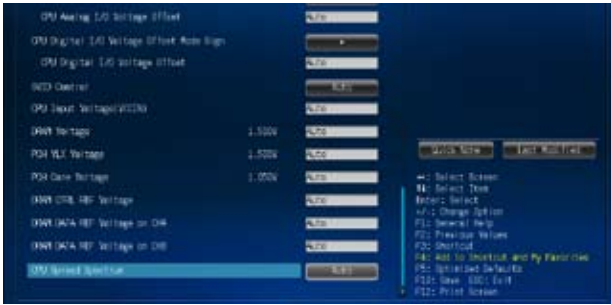 CPU Analog I/O Voltage Offset Auto
CPU Digital I/O Voltage Offset Mode Sign +
CPU Digital I/O Voltage Offset Auto
SVID Control Auto
CPU Input Voltage(VCCIN) Auto
DRAM Voltage 1.500V Auto
PCH VLX Voltage 1.500V Auto
PCH Core Voltage 1.050V Auto
DRAM CTRL REF Voltage Auto
DRAM DATA REF Voltage on CHA Auto
DRAM DATA REF Voltage on CHB Auto
CPU Spread Spectrum Auto
Quick Note Last Modified
→←: Select Screen
↑↓: Select Item
Enter: Select
+/-: Change Option
F1: General Help
F2: Previous Values
F3: Shortcut
F4: Add to Shortcut and My Favorites
F5: Optimized Defaults
F10: Save ESC: Exit
F12: Print Screen